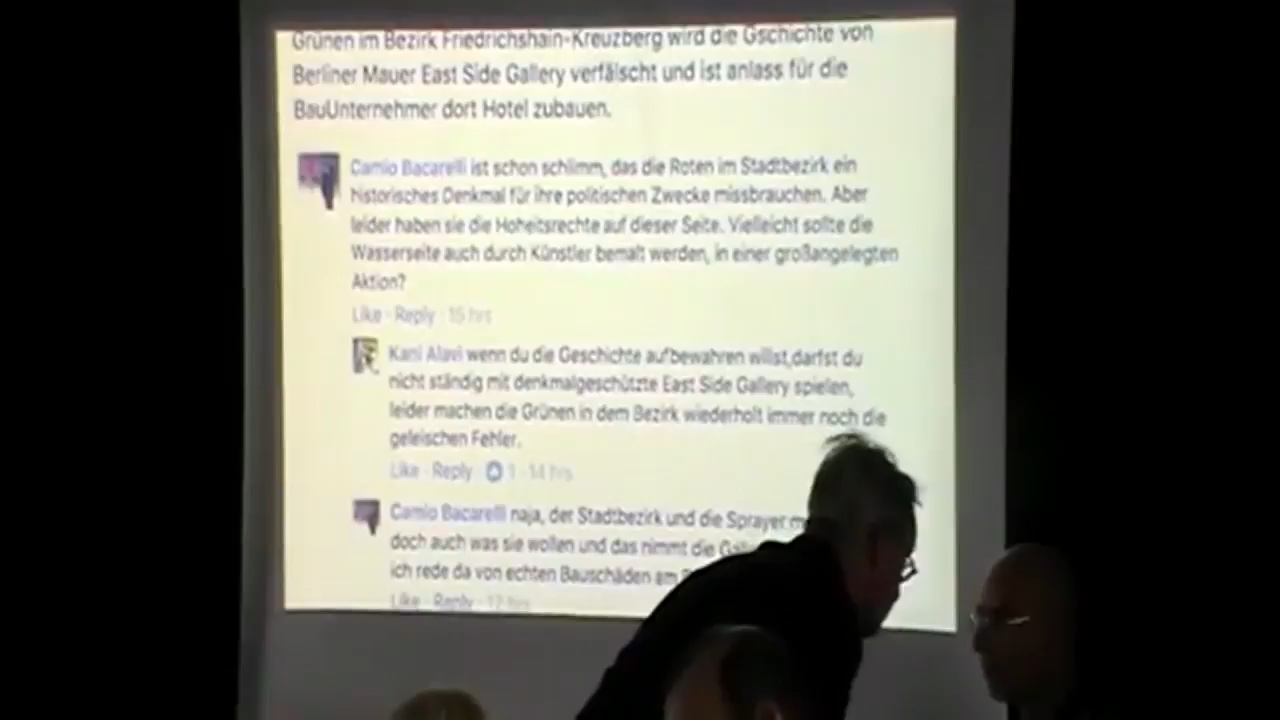 Grünen im Bezirk Friedrichshain-Kreuzberg wird die Gschichte von
Berliner Mauer East Side Gallery verfälscht und ist anlass für die
BauUnternehmer dort Hotel zubauen.
Camio Bacarelli ist schon schlimm, das die Roten im Stadtbezirk ein
historisches Denkmal für ihre politischen Zwecke missbrauchen. Aber
leider haben sie die Hoheitsrechte auf dieser Seite. Vielleicht sollte die
Wasserseite auch durch Künstler bemalt werden, in einer großangelegten
Aktion?
Like · Reply · 15 hrs
Kani Alavi wenn du die Geschichte aufbewahren willst,darfst du
nicht ständig mit denkmalgeschützte East Side Gallery spielen,
leider machen die Grünen in dem Bezirk wiederholt immer noch die
geleischen Fehler.
Like · Reply · 1 · 14 hrs
Camio Bacarelli naja, der Stadtbezirk und die Sprayer
doch auch was sie wollen und das nimmt die
ich rede da von echten Bauschäden am
Like · Reply · 12 hrs